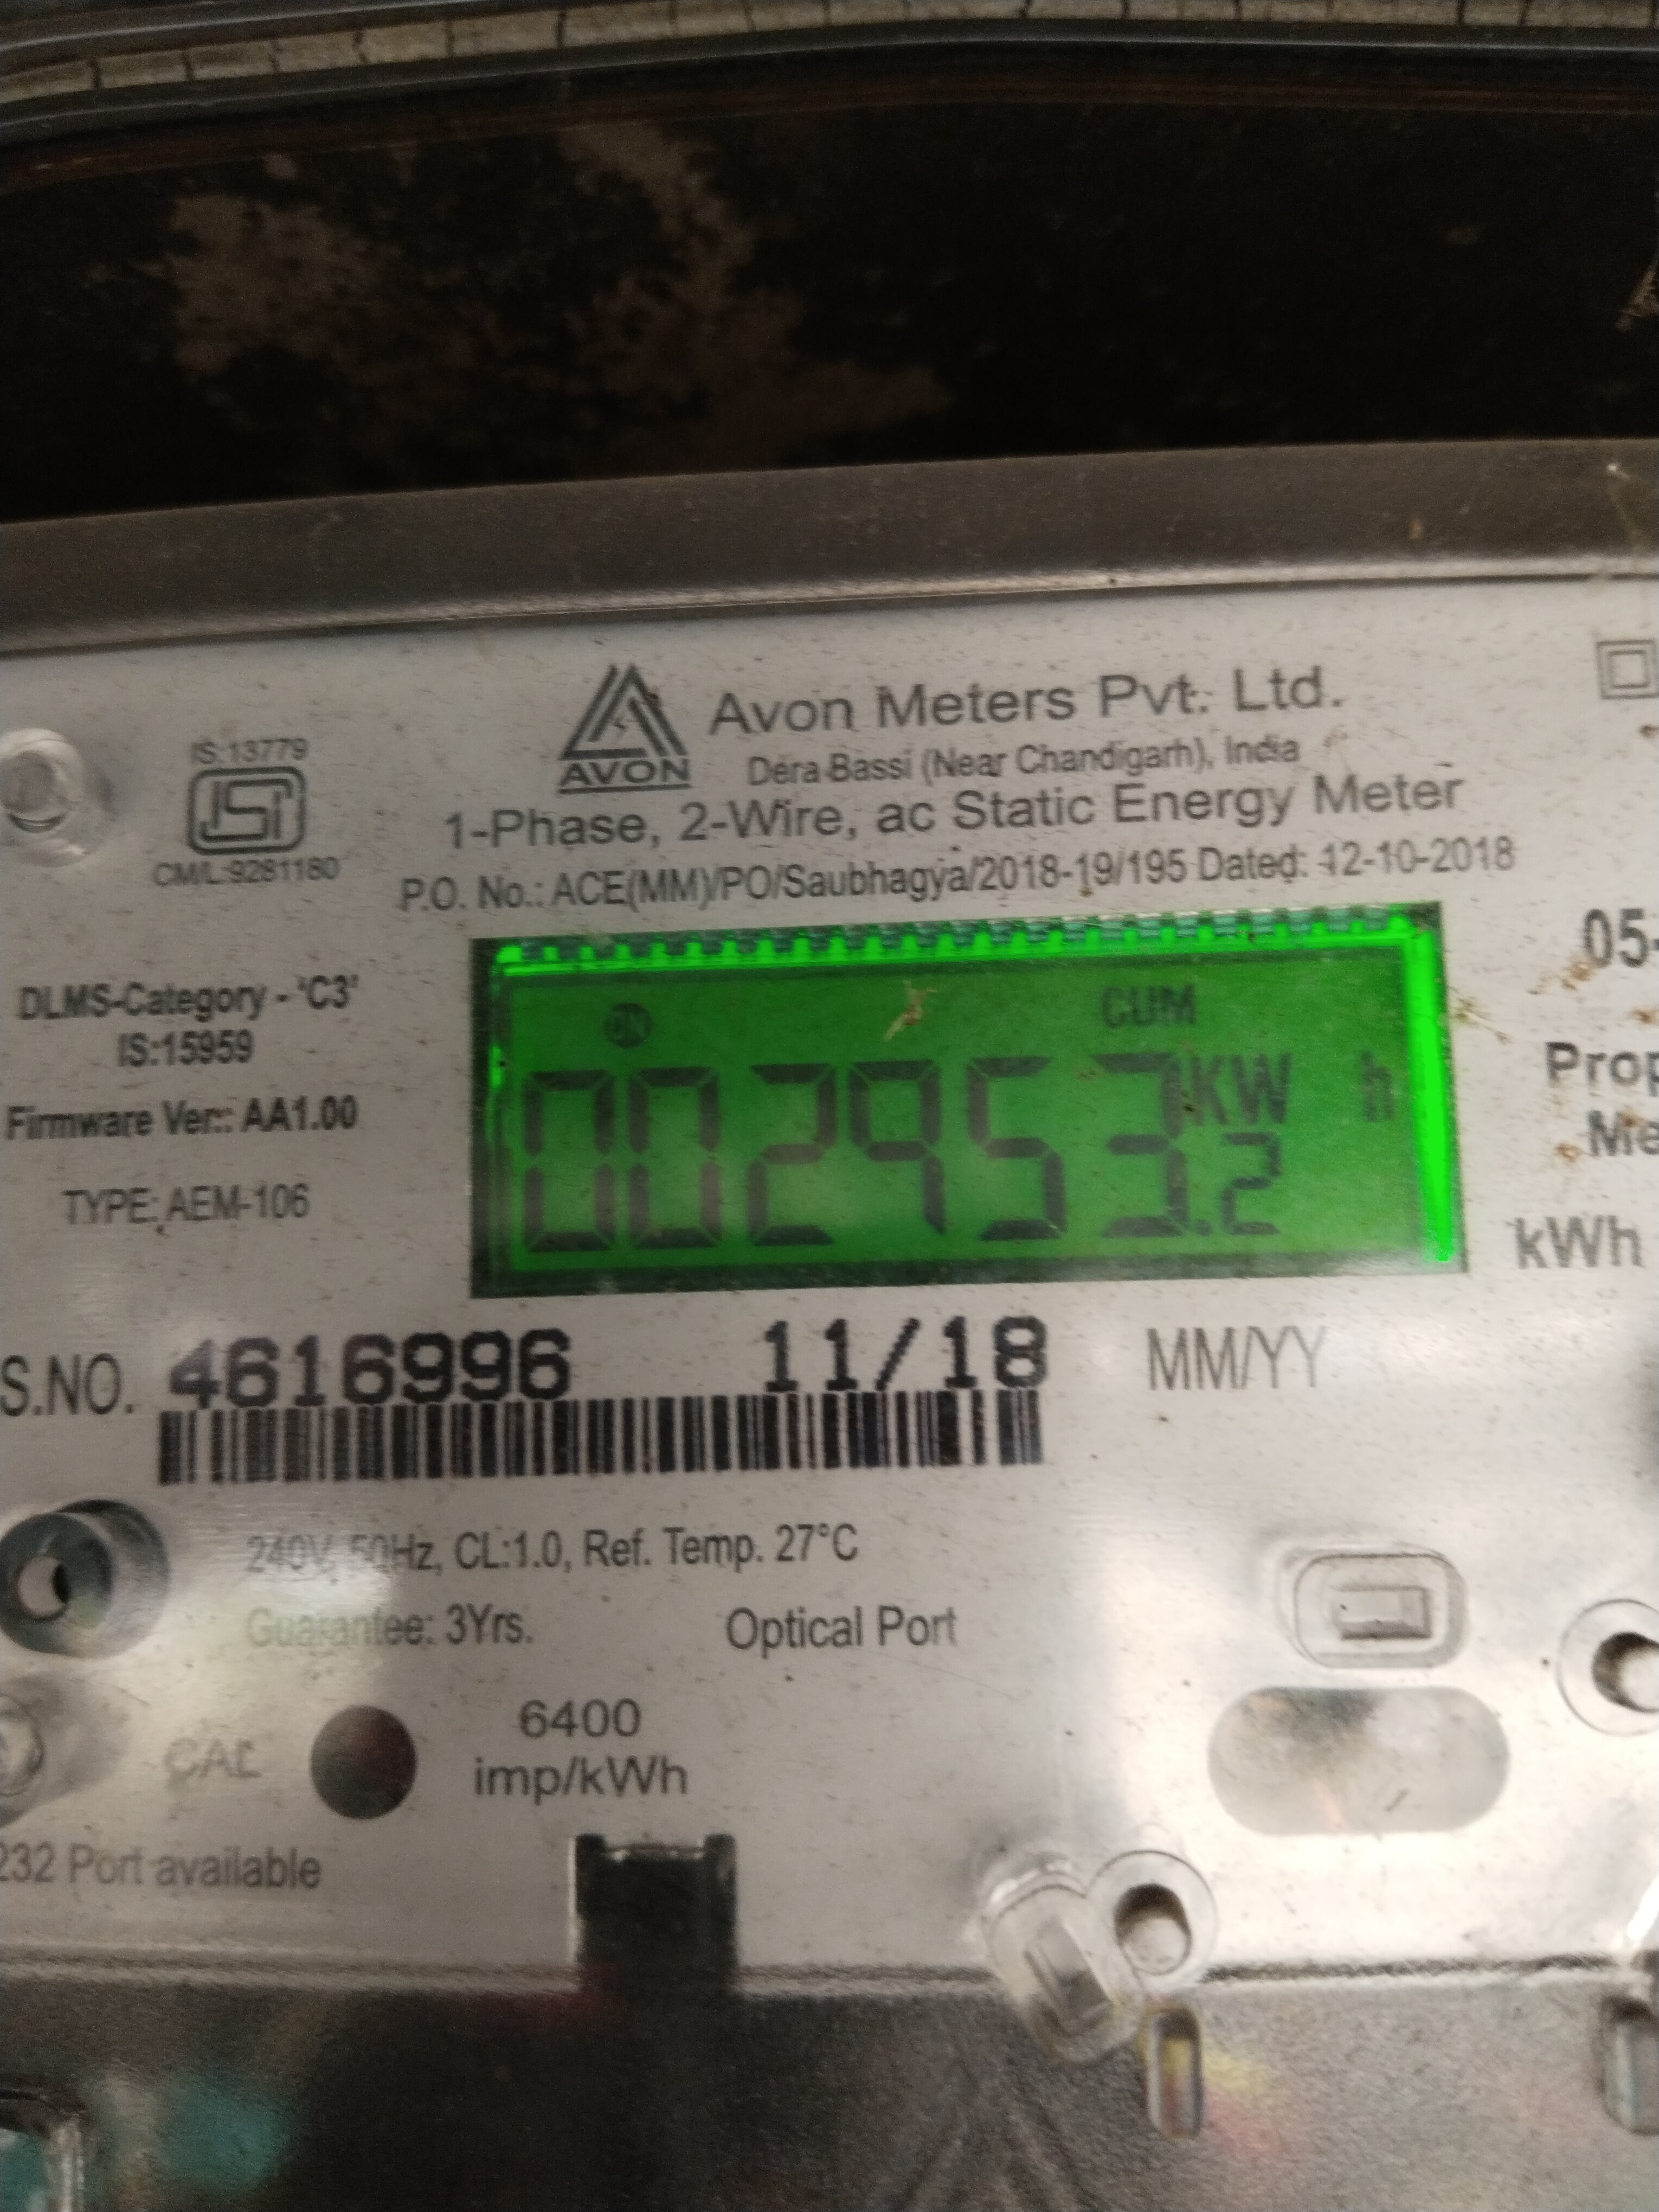 IS:13779
ISI
CM/L:9281180
AVON
Avon Meters Pvt. Ltd.
Dera Bassi (Near Chandigarh), India
1-Phase, 2-Wire, ac Static Energy Meter
P.O. No.: ACE(MM)/PO/Saubhagya/2018-19/195 Dated: 12-10-2018
DLMS-Category - 'C3'
IS:15959
Firmware Ver.: AA1.00
TYPE: AEM-106
CUM
002953.2 KW h
05-
kWh
S.NO. 4616996 11/18 MM/YY
240V, 50Hz, CL:1.0, Ref. Temp. 27°C
Guarantee: 3Yrs. Optical Port
CAL
6400
imp/kWh
232 Port available